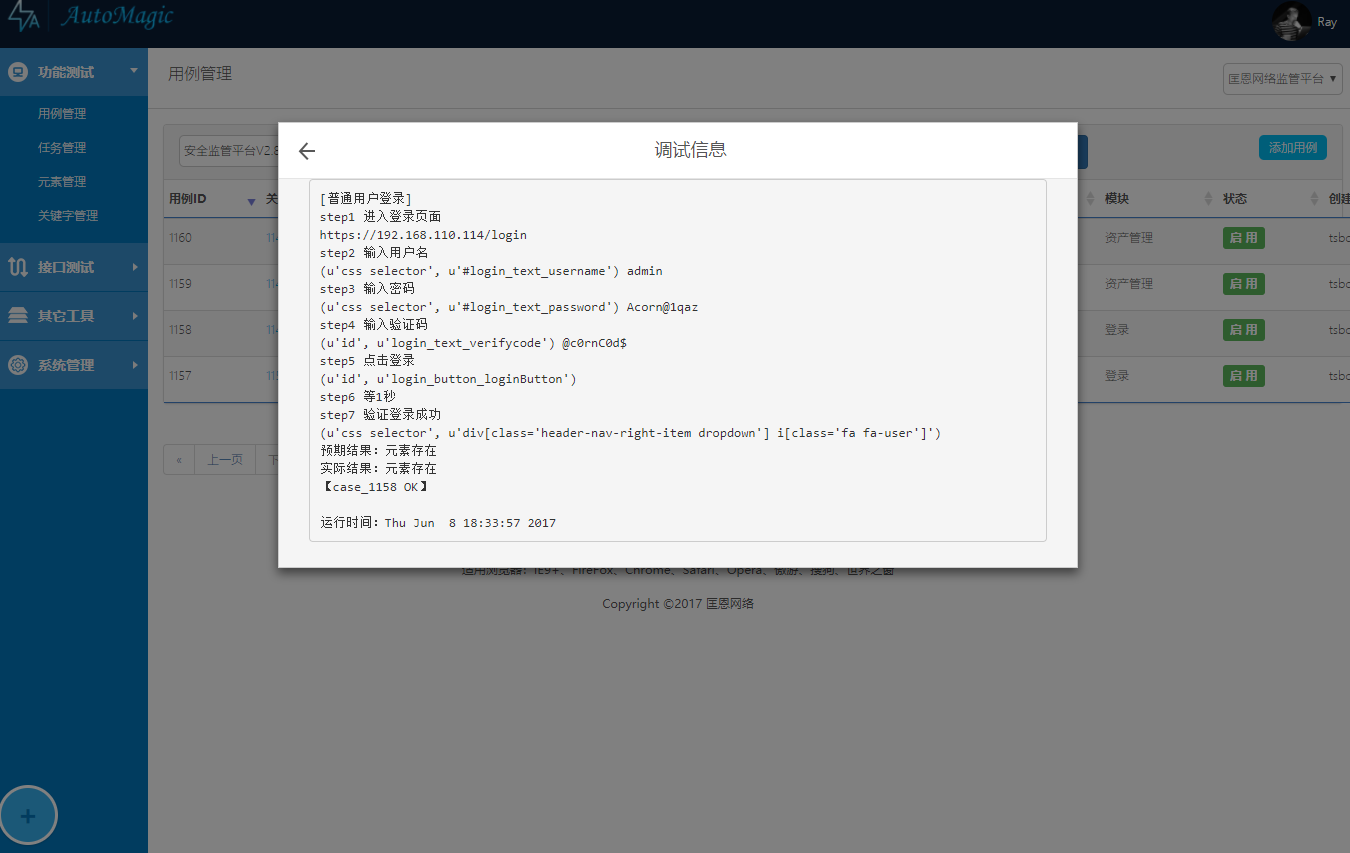 AutoMagic
Ray
功能测试
用例管理
任务管理
元素管理
关键字管理
接口测试
其它工具
系统管理
用例管理
匡恩网络监管平台 ▾
安全监管平台V2.8
添加用例
用例ID 关 模块 状态 创建
1160 资产管理 启 用 tsbc
1159 资产管理 启 用 tsbc
1158 登录 启 用 tsbc
1157 登录 启 用 tsbc
« 上一页 下
调试信息
[普通用户登录]
step1 进入登录页面
https://192.168.110.114/login
step2 输入用户名
(u'css selector', u'#login_text_username') admin
step3 输入密码
(u'css selector', u'#login_text_password') Acorn@1qaz
step4 输入验证码
(u'id', u'login_text_verifycode') @c0rnC0d$
step5 点击登录
(u'id', u'login_button_loginButton')
step6 等1秒
step7 验证登录成功
(u'css selector', u'div[class='header-nav-right-item dropdown'] i[class='fa fa-user']')
预期结果: 元素存在
实际结果: 元素存在
【case_1158 OK】
运行时间: Thu Jun  8 18:33:57 2017
适用浏览器：IE9+、FireFox、Chrome、Safari、Opera、傲游、搜狗、世界之窗
Copyright ©2017 匡恩网络